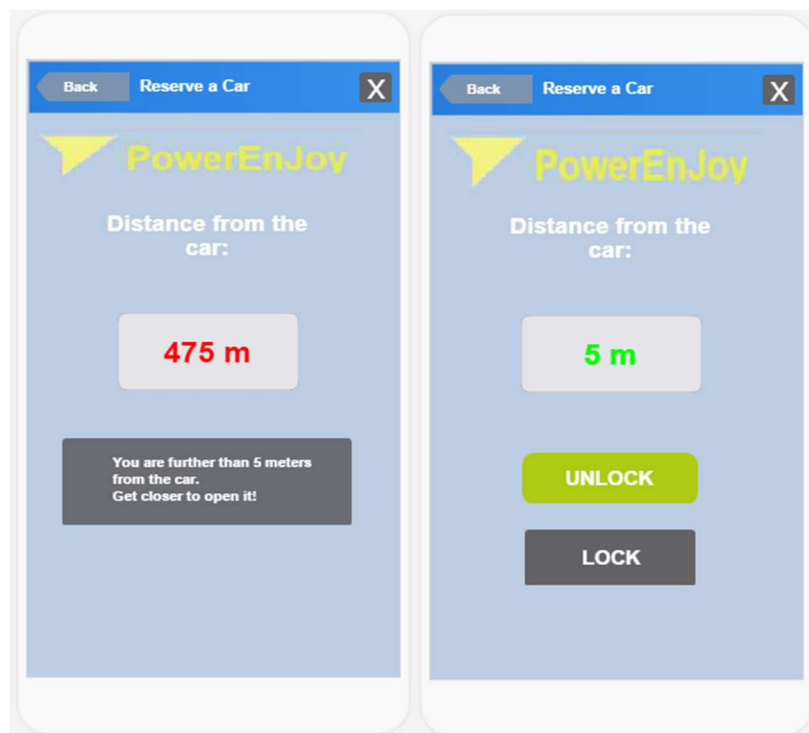 Back
Reserve a Car
X
PowerEnJoy
Distance from the
car:
475 m
You are further than 5 meters
from the car.
Get closer to open it!
Back
Reserve a Car
X
PowerEnJoy
Distance from the
car:
5 m
UNLOCK
LOCK